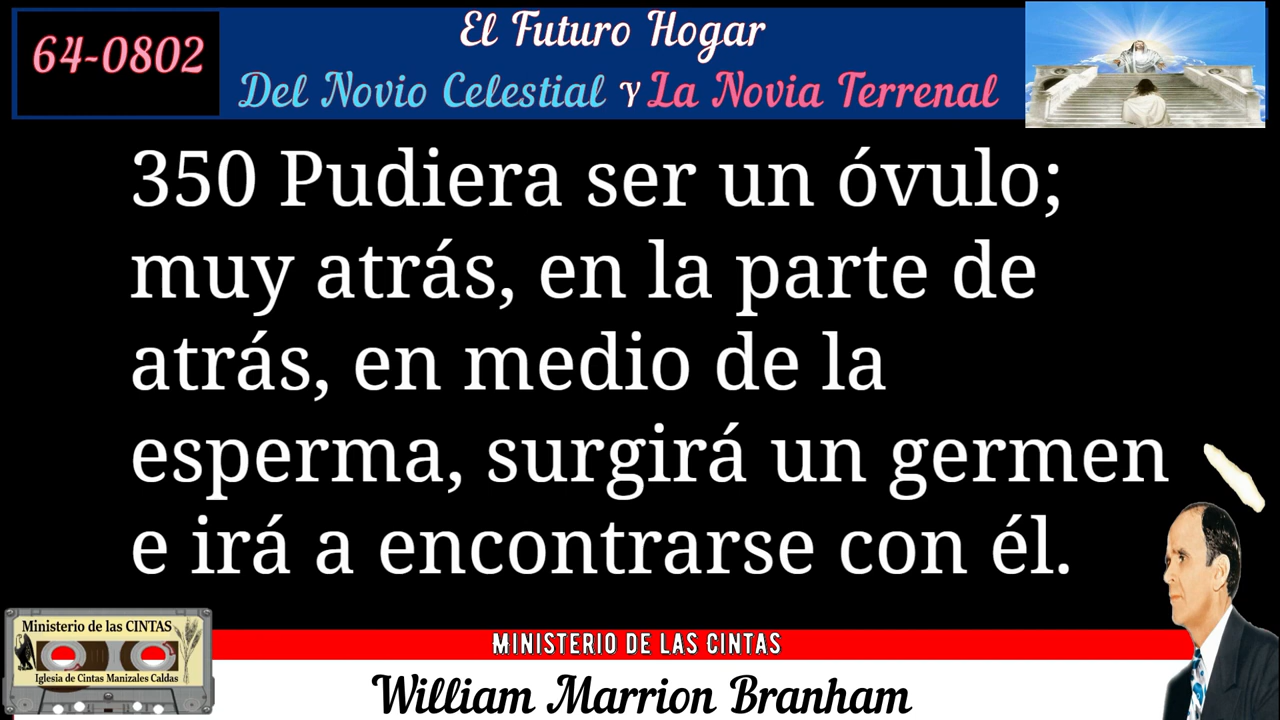 64-0802
El Futuro Hogar
Del Novio Celestial Y La Novia Terrenal
350 Pudiera ser un óvulo;
muy atrás, en la parte de
atrás, en medio de la
esperma, surgirá un germen
e irá a encontrarse con él.
Ministerio de las CINTAS
Iglesia de Cintas Manizales Caldas
MINISTERIO DE LAS CINTAS
William Marrion Branham